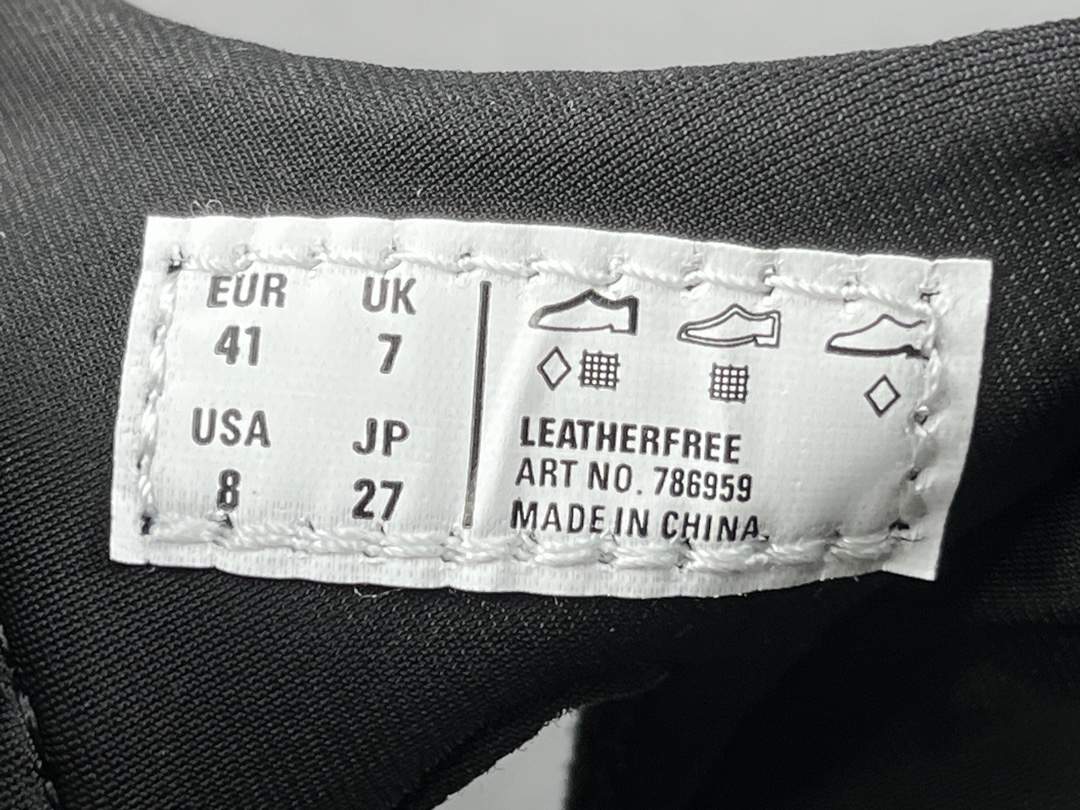 EUR UK
41 7
USA JP
8 27
LEATHERFREE
ART NO. 786959
MADE IN CHINA.